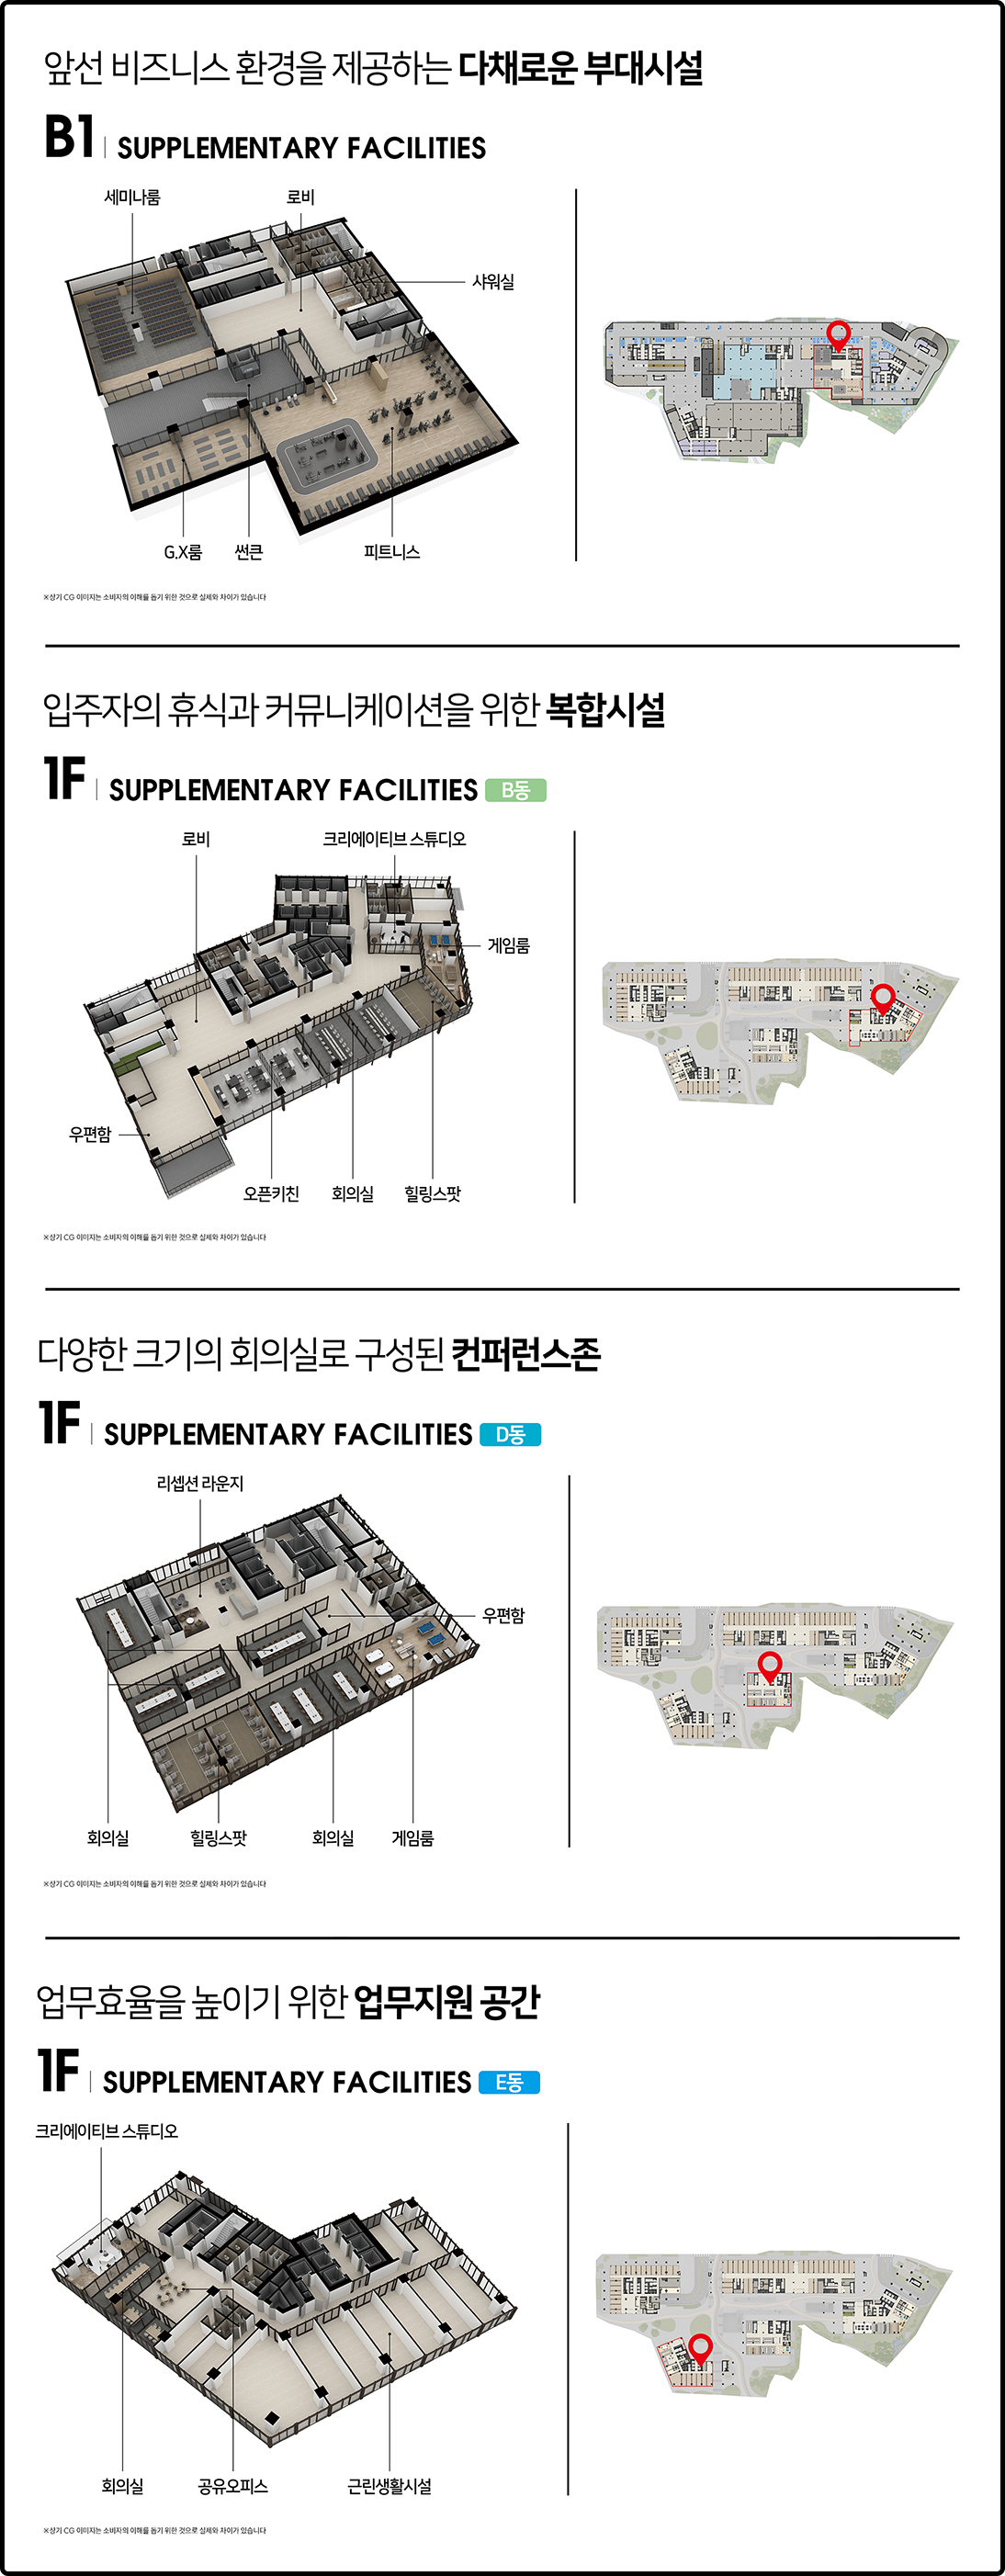 앞선 비즈니스 환경을 제공하는 다채로운 부대시설
B1 | SUPPLEMENTARY FACILITIES
세미나룸
로비
샤워실
G.X룸
썬큰
피트니스
※상기 CG 이미지는 소비자의 이해를 돕기 위한 것으로 실제와 차이가 있습니다
입주자의 휴식과 커뮤니케이션을 위한 복합시설
1F | SUPPLEMENTARY FACILITIES B동
로비
크리에이티브 스튜디오
게임룸
우편함
오픈키친
회의실
힐링스팟
※상기 CG 이미지는 소비자의 이해를 돕기 위한 것으로 실제와 차이가 있습니다
다양한 크기의 회의실로 구성된 컨퍼런스존
1F | SUPPLEMENTARY FACILITIES D동
리셉션 라운지
우편함
회의실
힐링스팟
회의실
게임룸
※상기 CG 이미지는 소비자의 이해를 돕기 위한 것으로 실제와 차이가 있습니다
업무효율을 높이기 위한 업무지원 공간
1F | SUPPLEMENTARY FACILITIES E동
크리에이티브 스튜디오
회의실
공유오피스
근린생활시설
※상기 CG 이미지는 소비자의 이해를 돕기 위한 것으로 실제와 차이가 있습니다